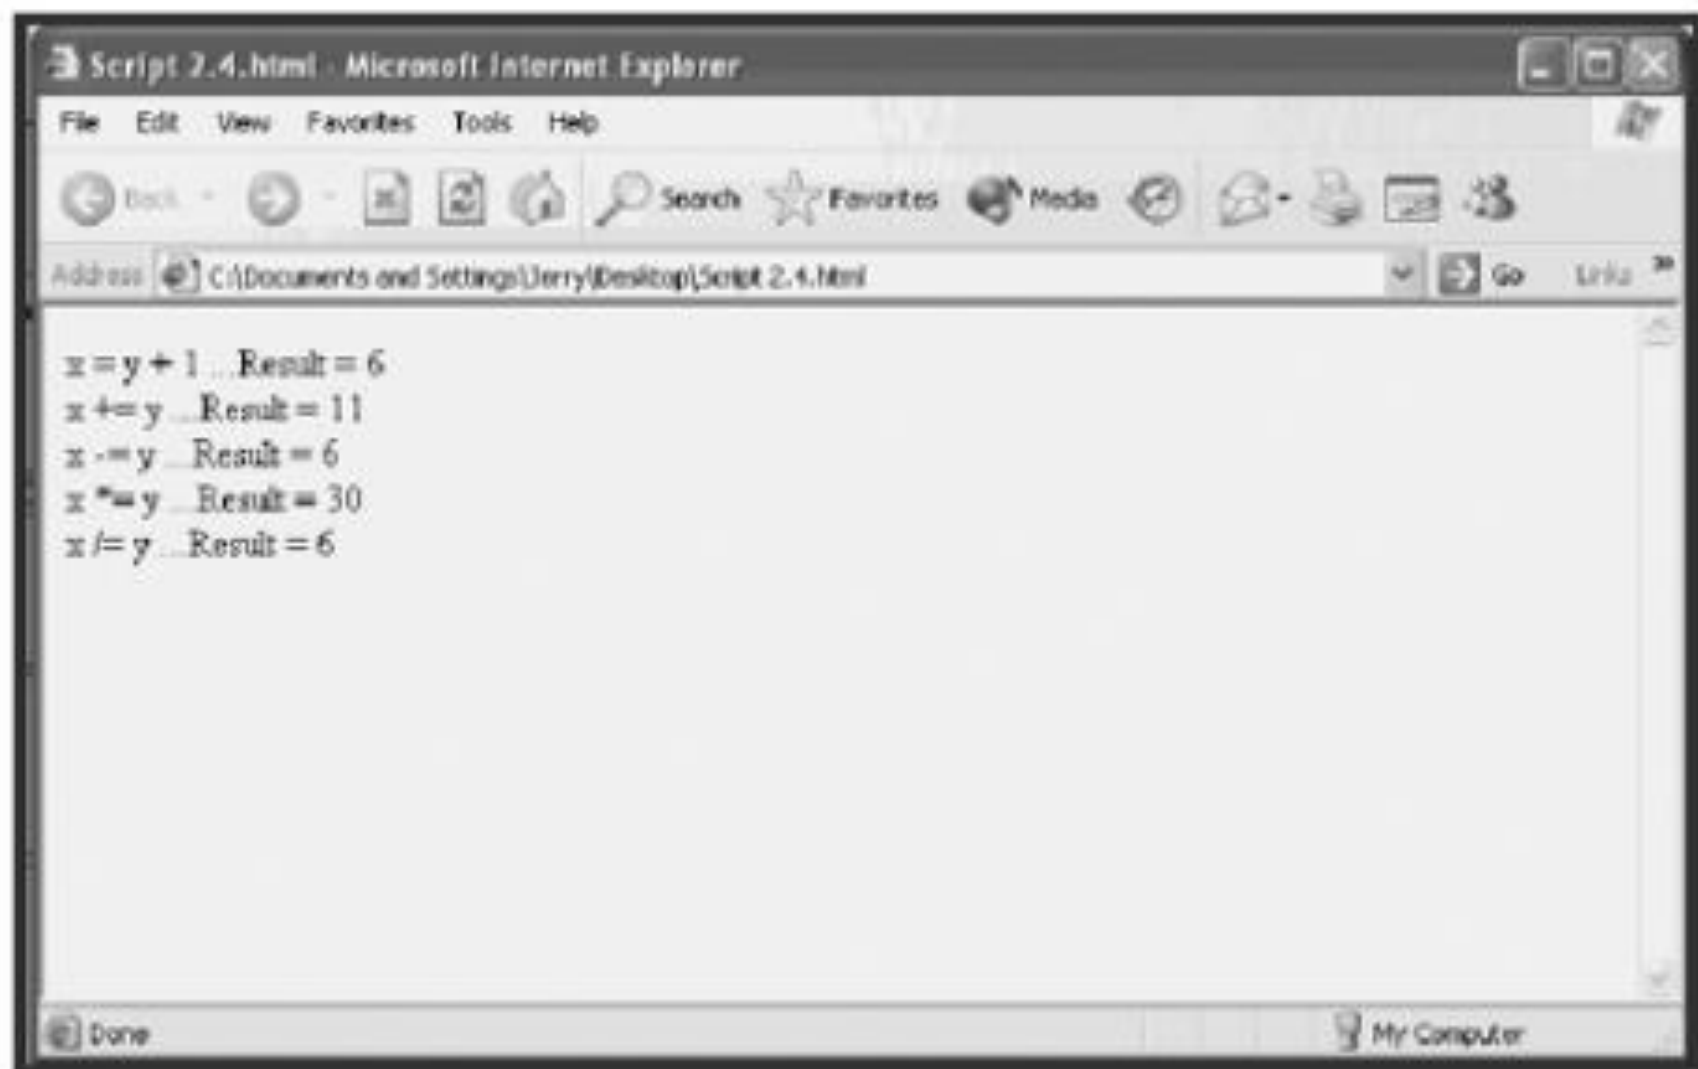 Script 2.4.html - Microsoft Internet Explorer
File Edit View Favorites Tools Help
Back Search Favorites Media
Address C:\Documents and Settings\Jerry\Desktop\Script 2.4.html Go Links »
x = y + 1 ...Result = 6
x += y ...Result = 11
x -= y ...Result = 6
x *= y ...Result = 30
x /= y ...Result = 6
Done My Computer